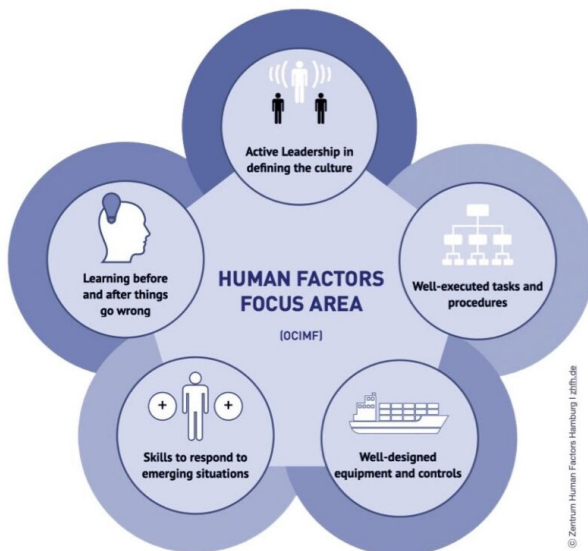 Active Leadership in
defining the culture
Learning before
and after things
go wrong
HUMAN FACTORS
FOCUS AREA
(OCIMF)
Well-executed tasks and
procedures
+
+
Skills to respond to
emerging situations
Well-designed
equipment and controls
© Zentrum Human Factors Hamburg | zhfh.de